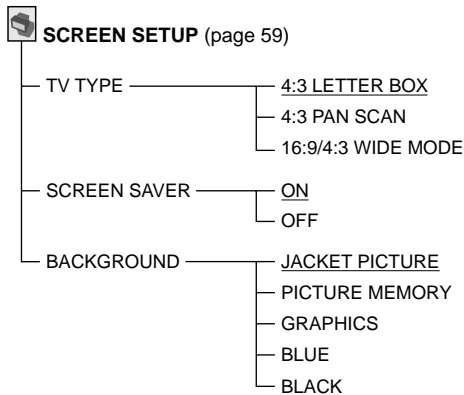 SCREEN SETUP (page 59)
TV TYPE
4:3 LETTER BOX
4:3 PAN SCAN
16:9/4:3 WIDE MODE
SCREEN SAVER
ON
OFF
BACKGROUND
JACKET PICTURE
PICTURE MEMORY
GRAPHICS
BLUE
BLACK